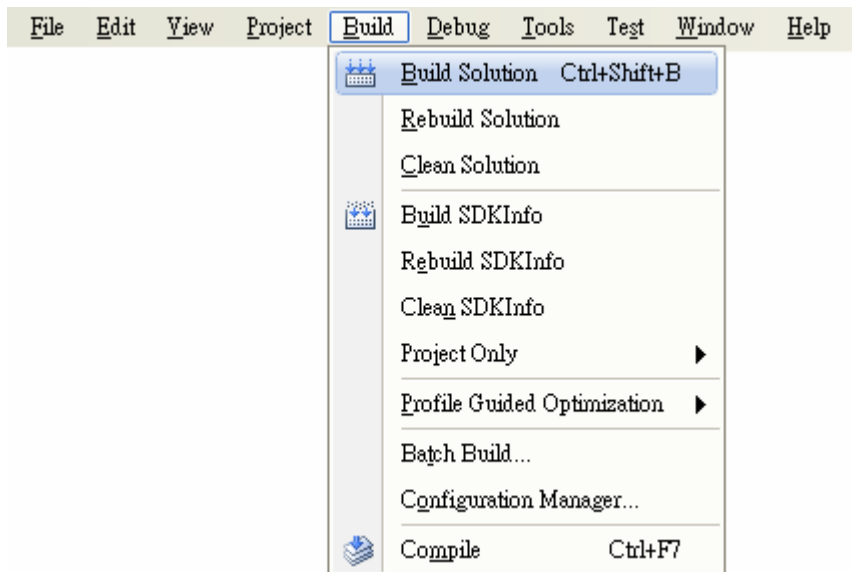 File Edit View Project Build Debug Tools Test Window Help
Build Solution Ctrl+Shift+B
Rebuild Solution
Clean Solution
Build SDKInfo
Rebuild SDKInfo
Clean SDKInfo
Project Only
Profile Guided Optimization
Batch Build...
Configuration Manager...
Compile Ctrl+F7